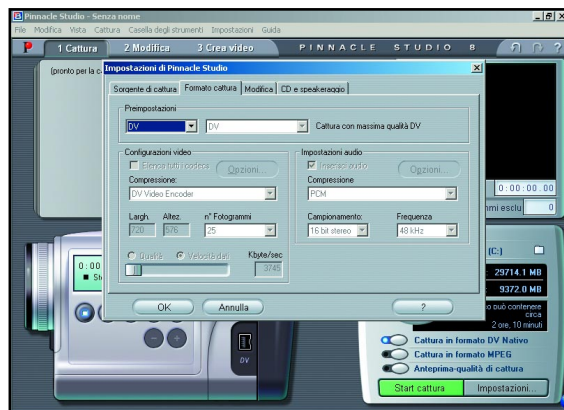 Pinnacle Studio - Senza nome
File Modifica Vista Cattura Casella degli strumenti Impostazioni Guida
1 Cattura 2 Modifica 3 Crea video PINNACLE STUDIO 8
(pronto per la c
Impostazioni di Pinnacle Studio
Sorgente di cattura Formato cattura Modifica CD e speakeraggio
Preimpostazioni
DV DV Cattura con massima qualità DV
Configurazioni video Impostazioni audio
Elenca tutti i codecs Opzioni... Inserisci audio Opzioni...
Compressione: Compressione
DV Video Encoder PCM
Largh. Altez. n° Fotogrammi Campionamento: Frequenza
720 576 25 16 bit stereo 48 kHz
Qualità Velocità dati Kbyte/sec
3745
OK Annulla ?
0:00:00.00
mmi esclu 0
0:00
DV
(C:)
29714.1 MB
9372.0 MB
o può contenere
circa
2 ore, 10 minuti
Cattura in formato DV Nativo
Cattura in formato MPEG
Anteprima-qualità di cattura
Start cattura Impostazioni...